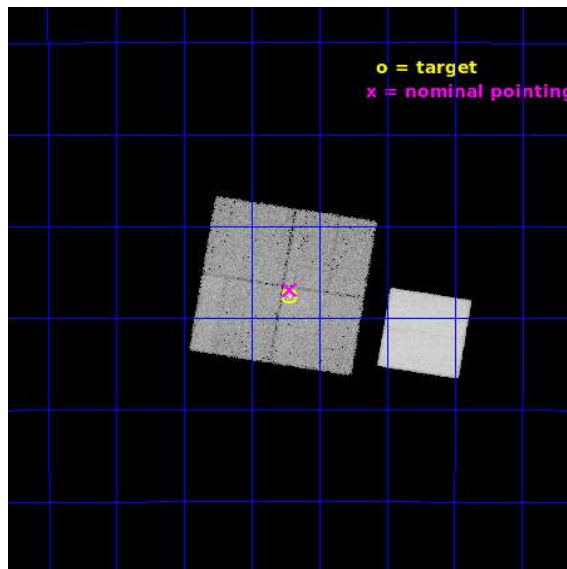 o = target
x = nominal pointing